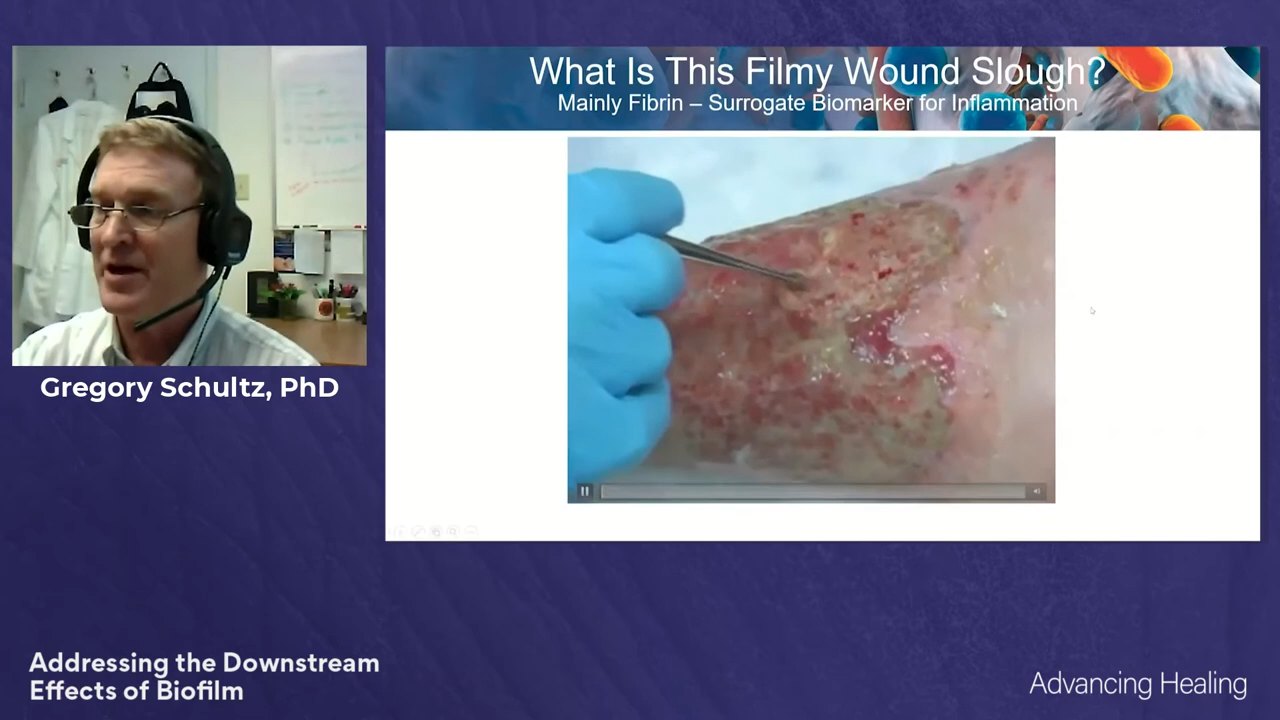 What Is This Filmy Wound Slough?
Mainly Fibrin – Surrogate Biomarker for Inflammation
Gregory Schultz, PhD
Addressing the Downstream
Effects of Biofilm
Advancing Healing